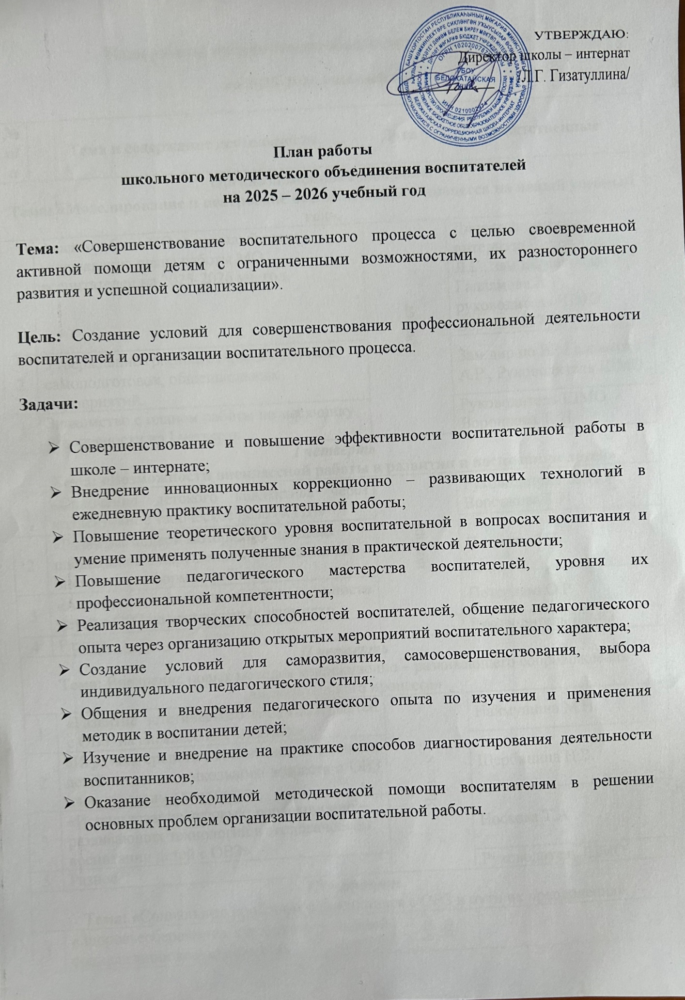 УТВЕРЖДАЮ:
Директор школы – интернат
Л.Г. Гизатуллина/
ГБОУ
БЕЛОКАТАЙСКАЯ
ИНН 0210002974
План работы
школьного методического объединения воспитателей
на 2025 – 2026 учебный год
Тема: «Совершенствование воспитательного процесса с целью своевременной
активной помощи детям с ограниченными возможностями, их разностороннего
развития и успешной социализации».
Цель: Создание условий для совершенствования профессиональной деятельности
воспитателей и организации воспитательного процесса.
Задачи:
➢ Совершенствование и повышение эффективности воспитательной работы в
школе – интернате;
➢ Внедрение инновационных коррекционно – развивающих технологий в
ежедневную практику воспитательной работы;
➢ Повышение теоретического уровня воспитательной в вопросах воспитания и
умение применять полученные знания в практической деятельности;
➢ Повышение педагогического мастерства воспитателей, уровня их
профессиональной компетентности;
➢ Реализация творческих способностей воспитателей, общение педагогического
опыта через организацию открытых мероприятий воспитательного характера;
➢ Создание условий для саморазвития, самосовершенствования, выбора
индивидуального педагогического стиля;
➢ Общения и внедрения педагогического опыта по изучения и применения
методик в воспитании детей;
➢ Изучение и внедрение на практике способов диагностирования деятельности
воспитанников;
➢ Оказание необходимой методической помощи воспитателям в решении
основных проблем организации воспитательной работы.